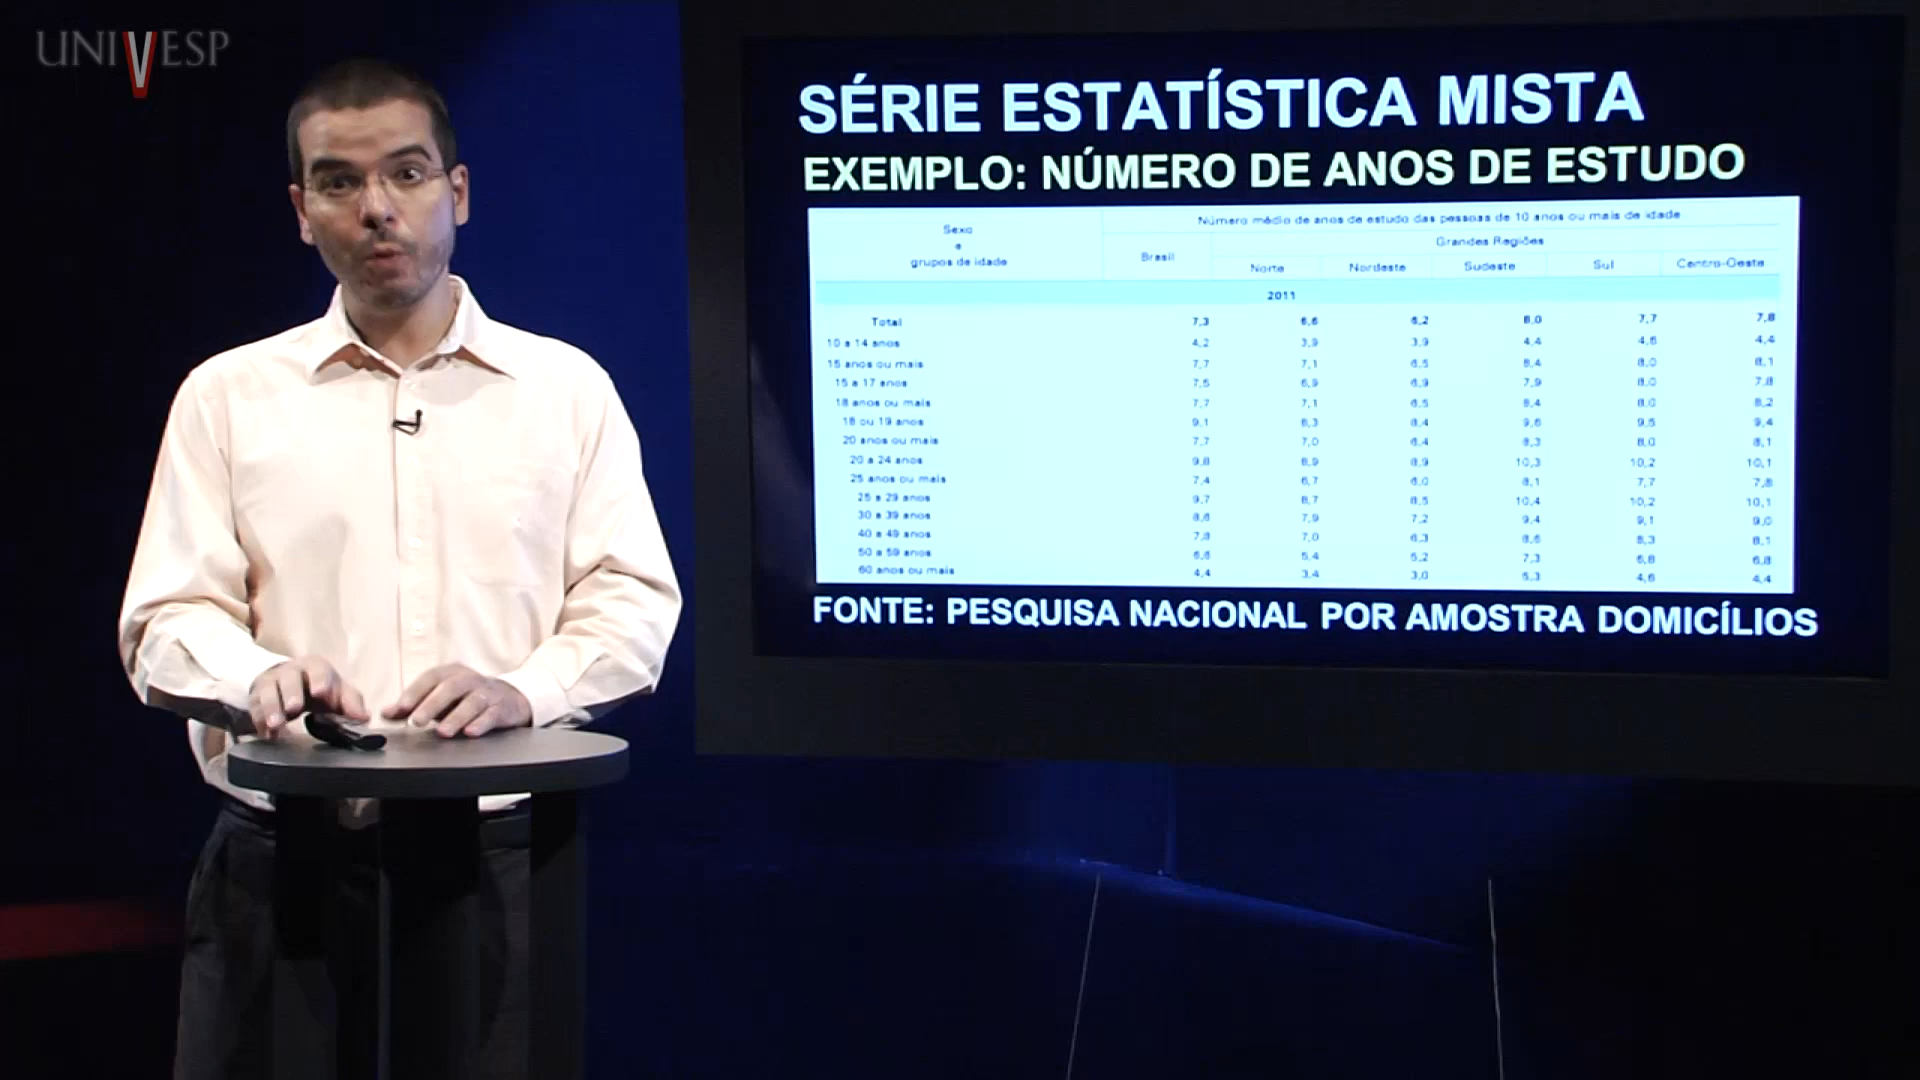 UNIVESP
SÉRIE ESTATÍSTICA MISTA
EXEMPLO: NÚMERO DE ANOS DE ESTUDO
Sexo
e
grupos de idade
Número médio de anos de estudo das pessoas de 10 anos ou mais de idade
Brasil
Grandes Regiões
Norte Nordeste Sudeste Sul Centro-Oeste
2011
Total 7,3 6,6 6,2 8,0 7,7 7,8
10 a 14 anos 4,2 3,9 3,9 4,4 4,6 4,4
15 anos ou mais 7,7 7,1 6,5 8,4 8,0 8,1
15 a 17 anos 7,5 6,9 6,9 7,9 8,0 7,8
18 anos ou mais 7,7 7,1 6,5 8,4 8,0 8,2
18 ou 19 anos 9,1 8,3 8,4 9,6 9,5 9,4
20 anos ou mais 7,7 7,0 6,4 8,3 8,0 8,1
20 a 24 anos 9,8 8,9 8,9 10,3 10,2 10,1
25 anos ou mais 7,4 6,7 6,0 8,1 7,7 7,8
25 a 29 anos 9,7 8,7 8,5 10,4 10,2 10,1
30 a 39 anos 8,6 7,9 7,2 9,4 9,1 9,0
40 a 49 anos 7,8 7,0 6,3 8,6 8,3 8,1
50 a 59 anos 6,6 5,4 5,2 7,3 6,8 6,8
60 anos ou mais 4,4 3,4 3,0 5,3 4,6 4,4
FONTE: PESQUISA NACIONAL POR AMOSTRA DOMICÍLIOS